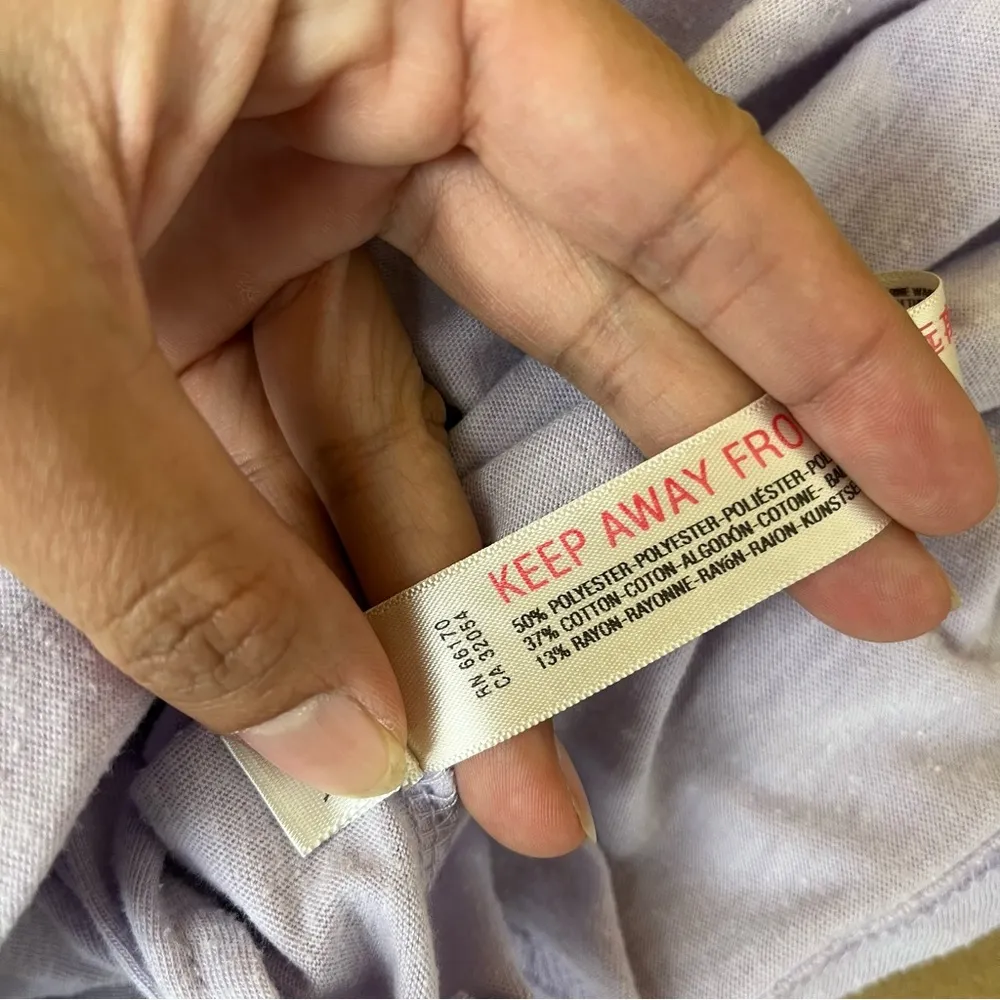 KEEP AWAY FRO
50% POLYESTER-POLYESTER-POLIÉSTER-POL
37% COTTON-COTON-ALGODÓN-COTONE- BA
13% RAYON-RAYONNE-RAYóN-RAION-KUNSTSE
RN 66170
CA 32054